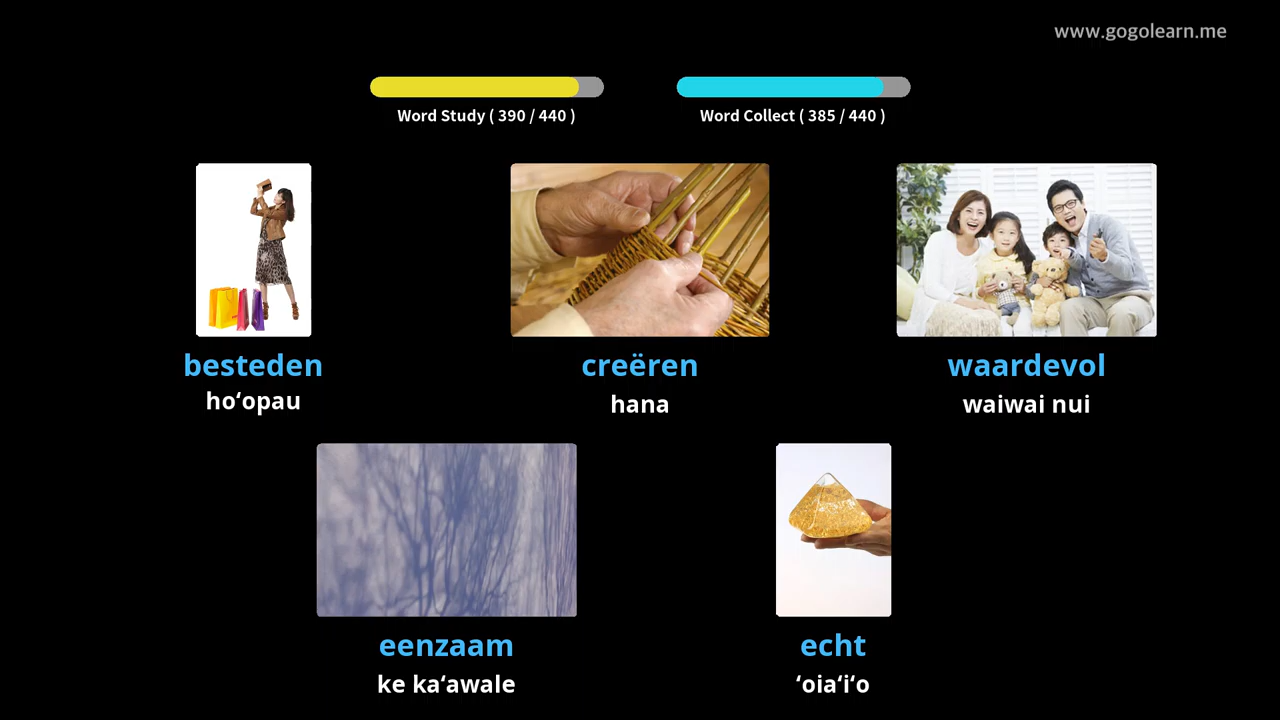 www.gogolearn.me
Word Study ( 390 / 440 )
Word Collect ( 385 / 440 )
besteden
hoʻopau
creëren
hana
waardevol
waiwai nui
eenzaam
ke kaʻawale
echt
ʻoiaʻiʻo